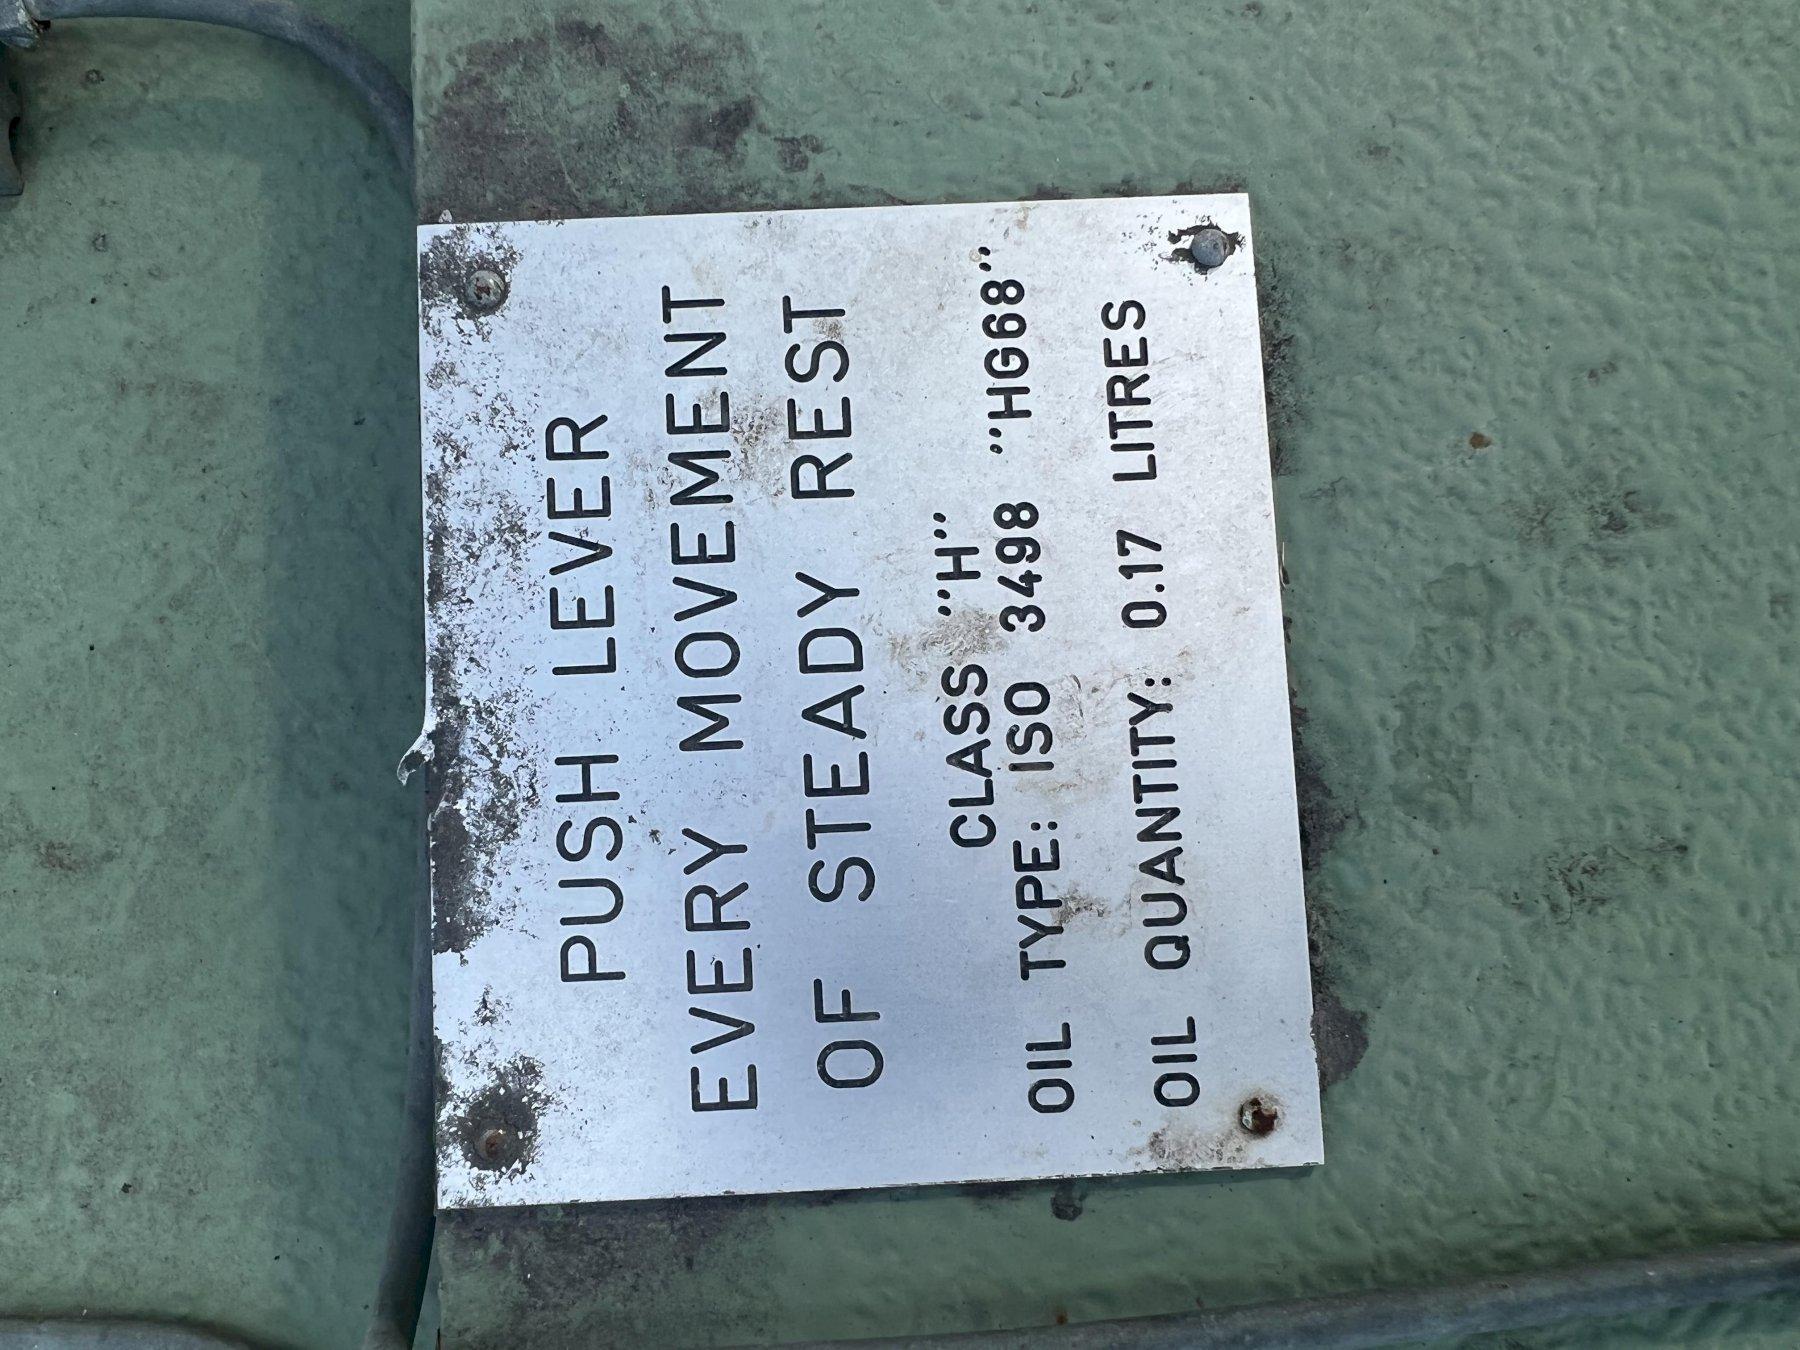 PUSH LEVER
EVERY MOVEMENT
OF STEADY REST
CLASS "H"
OIL TYPE: ISO 3498 "HG68"
OIL QUANTITY: 0.17 LITRES